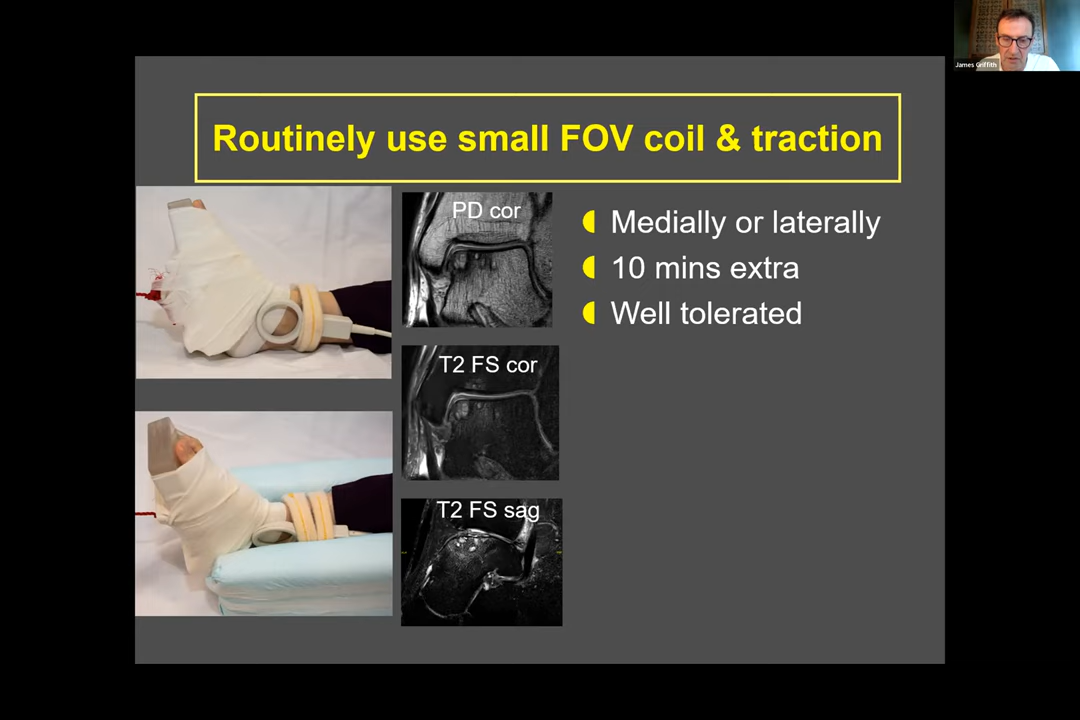 James Griffith
Routinely use small FOV coil & traction
PD cor
T2 FS cor
T2 FS sag
Medially or laterally
10 mins extra
Well tolerated